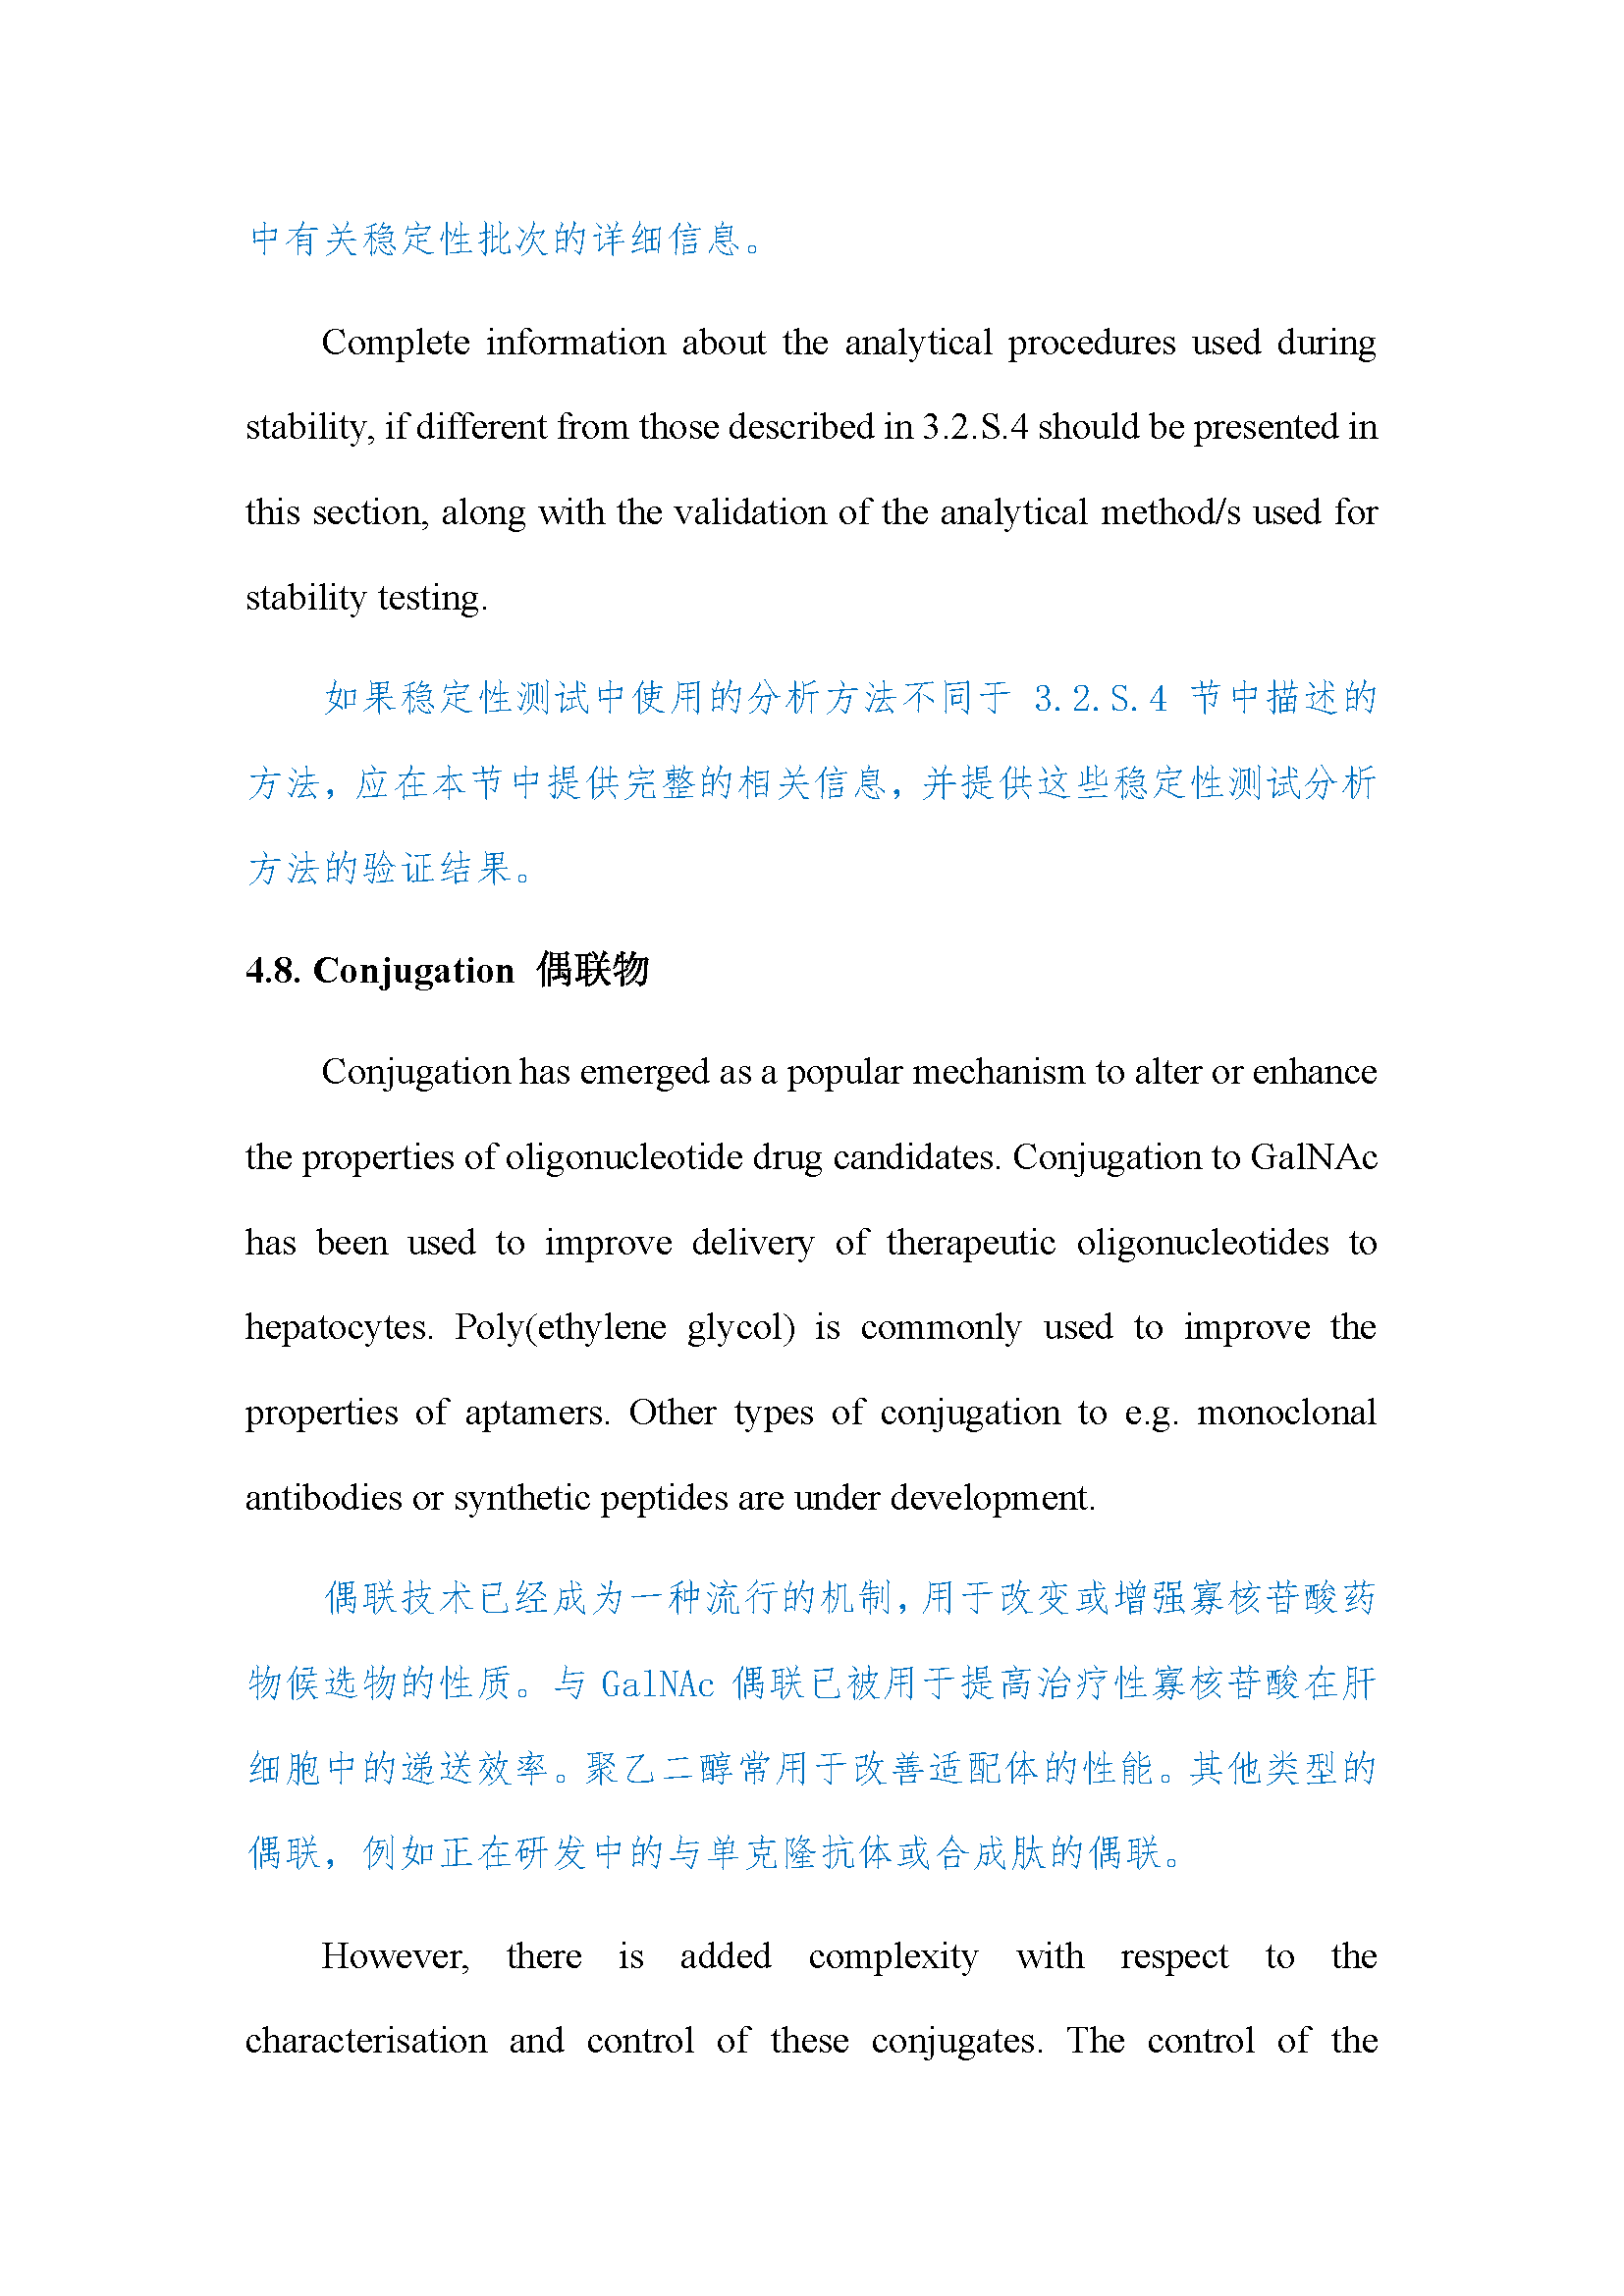 中有关稳定性批次的详细信息。
Complete information about the analytical procedures used during
stability, if different from those described in 3.2.S.4 should be presented in
this section, along with the validation of the analytical method/s used for
stability testing.
如果稳定性测试中使用的分析方法不同于 3.2.S.4 节中描述的
方法，应在本节中提供完整的相关信息，并提供这些稳定性测试分析
方法的验证结果。
4.8. Conjugation 偶联物
Conjugation has emerged as a popular mechanism to alter or enhance
the properties of oligonucleotide drug candidates. Conjugation to GalNAc
has been used to improve delivery of therapeutic oligonucleotides to
hepatocytes. Poly(ethylene glycol) is commonly used to improve the
properties of aptamers. Other types of conjugation to e.g. monoclonal
antibodies or synthetic peptides are under development.
偶联技术已经成为一种流行的机制，用于改变或增强寡核苷酸药
物候选物的性质。与 GalNAc 偶联已被用于提高治疗性寡核苷酸在肝
细胞中的递送效率。聚乙二醇常用于改善适配体的性能。其他类型的
偶联，例如正在研发中的与单克隆抗体或合成肽的偶联。
However, there is added complexity with respect to the
characterisation and control of these conjugates. The control of the